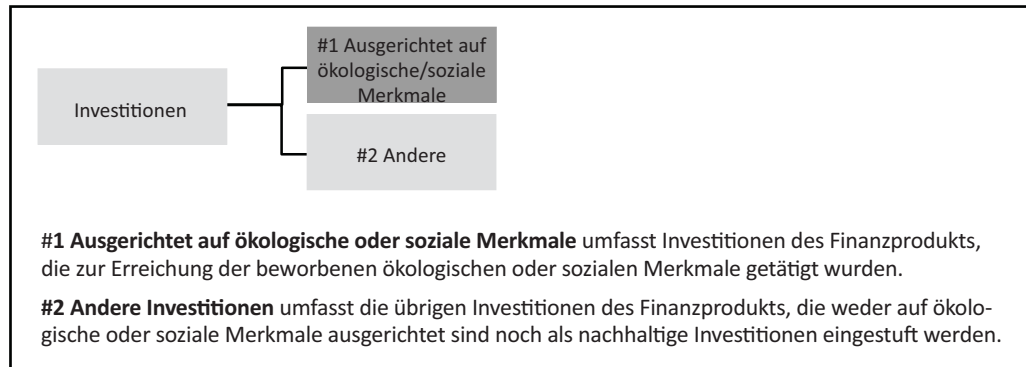 #1 Ausgerichtet auf
ökologische/soziale
Merkmale
Investitionen
#2 Andere
#1 Ausgerichtet auf ökologische oder soziale Merkmale umfasst Investitionen des Finanzprodukts,
die zur Erreichung der beworbenen ökologischen oder sozialen Merkmale getätigt wurden.
#2 Andere Investitionen umfasst die übrigen Investitionen des Finanzprodukts, die weder auf ökolo-
gische oder soziale Merkmale ausgerichtet sind noch als nachhaltige Investitionen eingestuft werden.